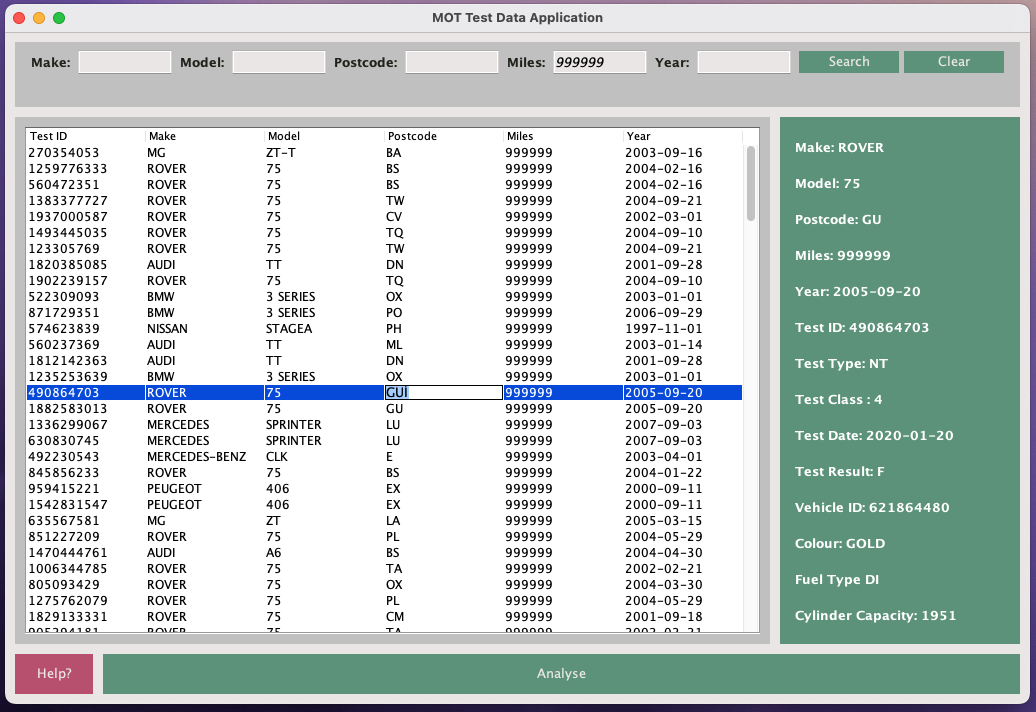 MOT Test Data Application
Make: Model: Postcode: Miles: 999999 Year: Search Clear
Test ID Make Model Postcode Miles Year
270354053 MG ZT-T BA 999999 2003-09-16
1259776333 ROVER 75 BS 999999 2004-02-16
560472351 ROVER 75 BS 999999 2004-02-16
1383377727 ROVER 75 TW 999999 2004-09-21
1937000587 ROVER 75 CV 999999 2002-03-01
1493445035 ROVER 75 TQ 999999 2004-09-10
123305769 ROVER 75 TW 999999 2004-09-21
1820385085 AUDI TT DN 999999 2001-09-28
1902239157 ROVER 75 TQ 999999 2004-09-10
522309093 BMW 3 SERIES OX 999999 2003-01-01
871729351 BMW 3 SERIES PO 999999 2006-09-29
574623839 NISSAN STAGEA PH 999999 1997-11-01
560237369 AUDI TT ML 999999 2003-01-14
1812142363 AUDI TT DN 999999 2001-09-28
1235253639 BMW 3 SERIES OX 999999 2003-01-01
490864703 ROVER 75 GU 999999 2005-09-20
1882583013 ROVER 75 GU 999999 2005-09-20
1336299067 MERCEDES SPRINTER LU 999999 2007-09-03
630830745 MERCEDES SPRINTER LU 999999 2007-09-03
492230543 MERCEDES-BENZ CLK E 999999 2003-04-01
845856233 ROVER 75 BS 999999 2004-01-22
959415221 PEUGEOT 406 EX 999999 2000-09-11
1542831547 PEUGEOT 406 EX 999999 2000-09-11
635567581 MG ZT LA 999999 2005-03-15
851227209 ROVER 75 PL 999999 2004-05-29
1470444761 AUDI A6 BS 999999 2004-04-30
1006344785 ROVER 75 TA 999999 2002-02-21
805093429 ROVER 75 OX 999999 2004-03-30
1275762079 ROVER 75 PL 999999 2004-05-29
1829133331 ROVER 75 CM 999999 2001-09-18
ROVER 75 TA 999999 2002-02-21
Make: ROVER
Model: 75
Postcode: GU
Miles: 999999
Year: 2005-09-20
Test ID: 490864703
Test Type: NT
Test Class : 4
Test Date: 2020-01-20
Test Result: F
Vehicle ID: 621864480
Colour: GOLD
Fuel Type DI
Cylinder Capacity: 1951
Help? Analyse